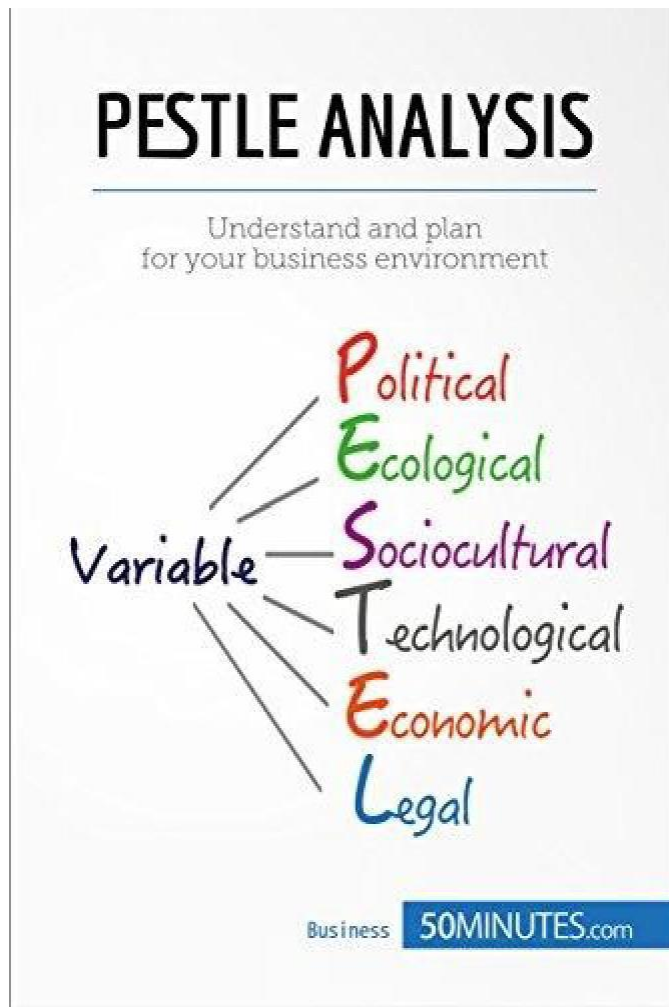 PESTLE ANALYSIS
Understand and plan
for your business environment
Political
Ecological
Variable
Sociocultural
Technological
Economic
Legal
Business
50MINUTES.com